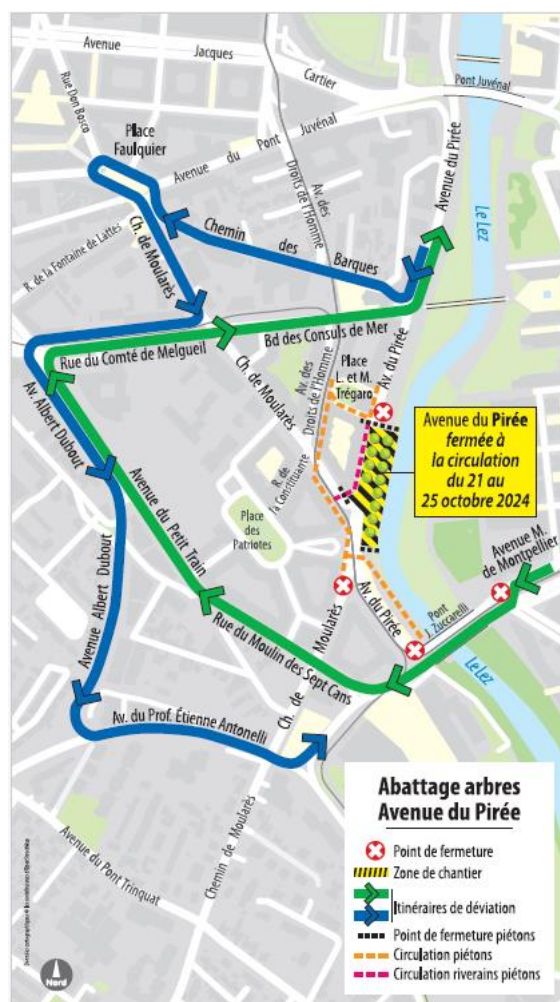 Avenue
Jacques
Cartier
Pont Juvénal
Rue Don Bosco
Place
Faulquier
Avenue du Pont Juvénal
Av. des
Droits de l'Homme
Avenue du Pirée
Le Lez
Chemin des Barques
R. de la Fontaine de Lattes
Ch. de Moularès
Rue du Comté de Melgueil
Bd des Consuls de Mer
Ch. de Moularès
Av. des
Droits de l'Homme
Place
L. et M.
Trégaro
Av. du Pirée
Avenue du Pirée
fermée à
la circulation
du 21 au
25 octobre 2024
Av. Albert Dubout
R. de
la Constituante
Place
des
Patriotes
Avenue du Petit Train
Avenue M.
de Montpellier
Avenue Albert Dubout
Rue du Moulin des Sept Cans
Moularès
Av. du Pirée
Pont
J. Zuccarelli
Le Lez
Ch. de
Av. du Prof. Étienne Antonelli
Avenue du Pont Trinquat
Chemin de Moularès
Nord
Abattage arbres
Avenue du Pirée
Point de fermeture
Zone de chantier
Itinéraires de déviation
Point de fermeture piétons
Circulation piétons
Circulation riverains piétons